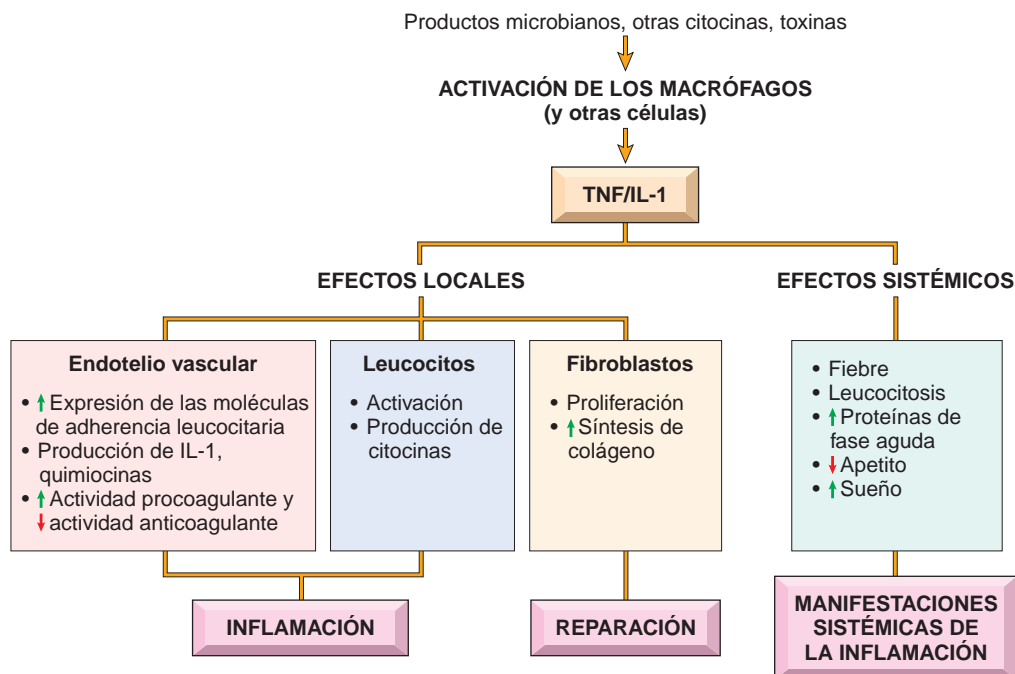 Productos microbianos, otras citocinas, toxinas
ACTIVACIÓN DE LOS MACRÓFAGOS
(y otras células)
TNF/IL-1
EFECTOS LOCALES
EFECTOS SISTÉMICOS
Endotelio vascular
• ↑ Expresión de las moléculas
de adherencia leucocitaria
• Producción de IL-1,
quimiocinas
• ↑ Actividad procoagulante y
↓ actividad anticoagulante
Leucocitos
• Activación
• Producción de
citocinas
Fibroblastos
• Proliferación
• ↑ Síntesis de
colágeno
• Fiebre
• Leucocitosis
• ↑ Proteínas de
fase aguda
• ↓ Apetito
• ↑ Sueño
INFLAMACIÓN
REPARACIÓN
MANIFESTACIONES
SISTÉMICAS DE
LA INFLAMACIÓN